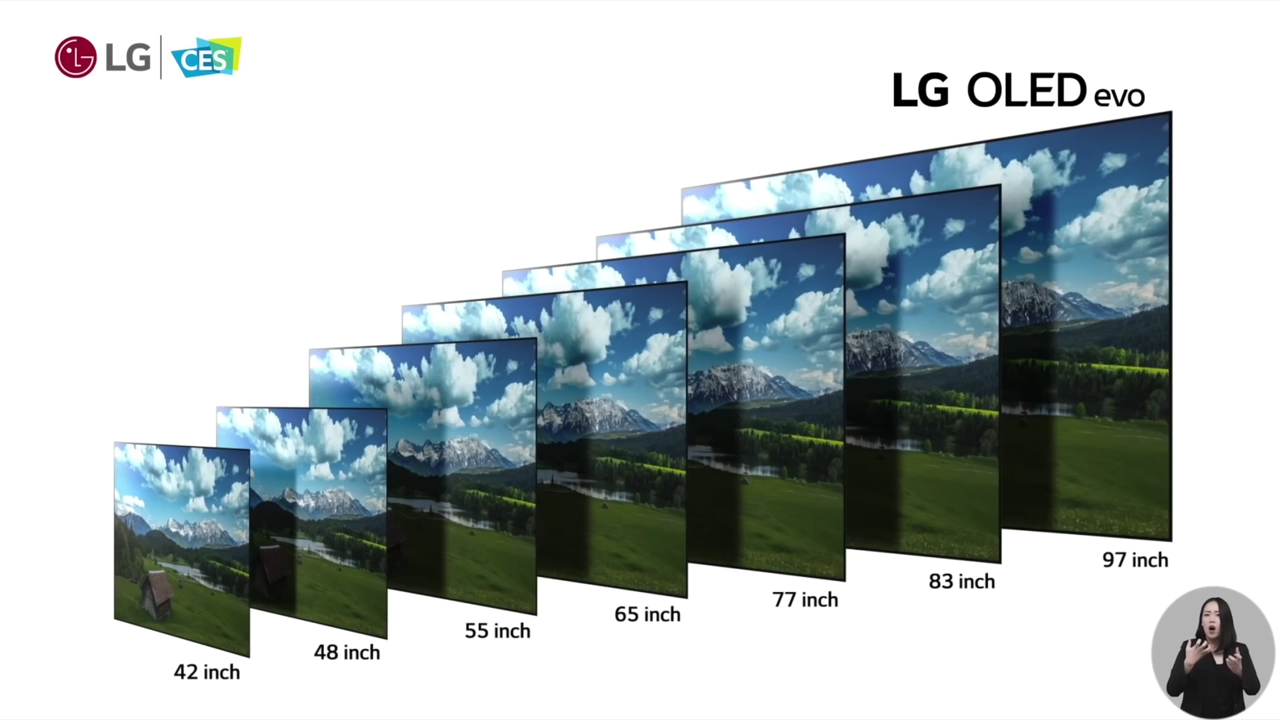 LG
CES
LG OLED evo
97 inch
83 inch
77 inch
65 inch
55 inch
48 inch
42 inch